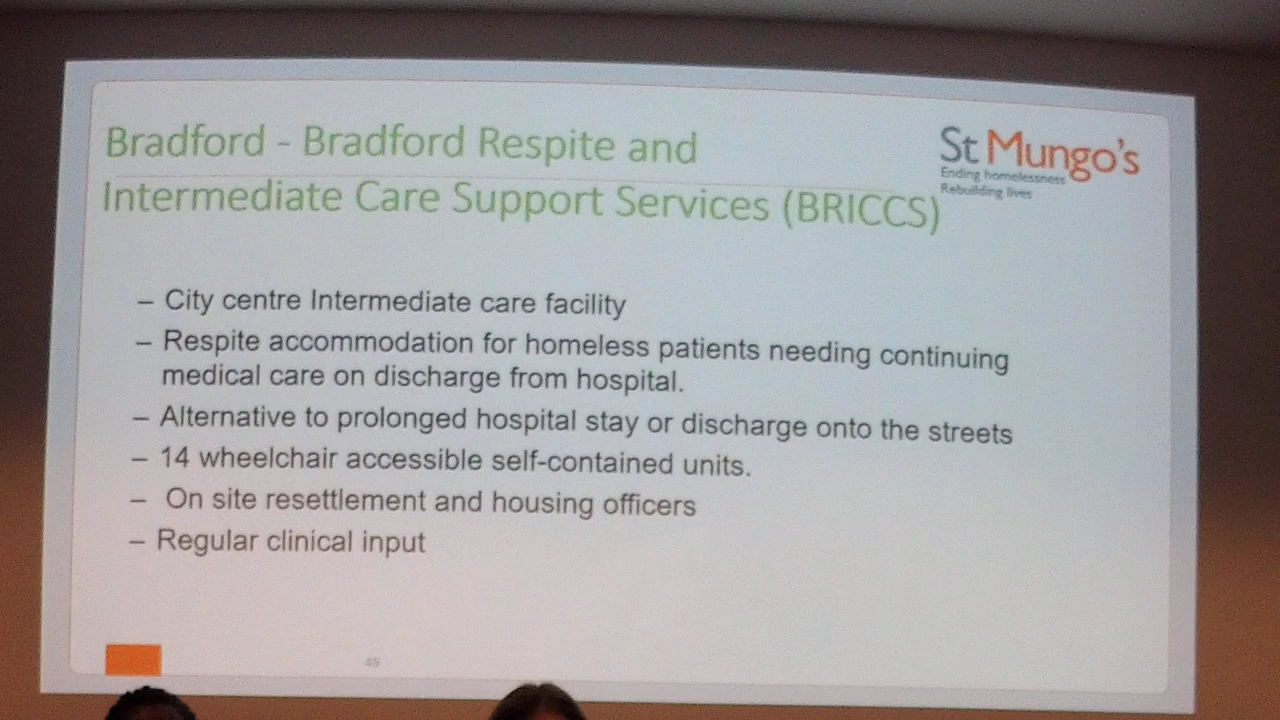 Bradford - Bradford Respite and
Intermediate Care Support Services (BRICCS)
St Mungo's
Ending homelessness
Rebuilding lives
– City centre Intermediate care facility
– Respite accommodation for homeless patients needing continuing
medical care on discharge from hospital.
– Alternative to prolonged hospital stay or discharge onto the streets
– 14 wheelchair accessible self-contained units.
– On site resettlement and housing officers
– Regular clinical input
49